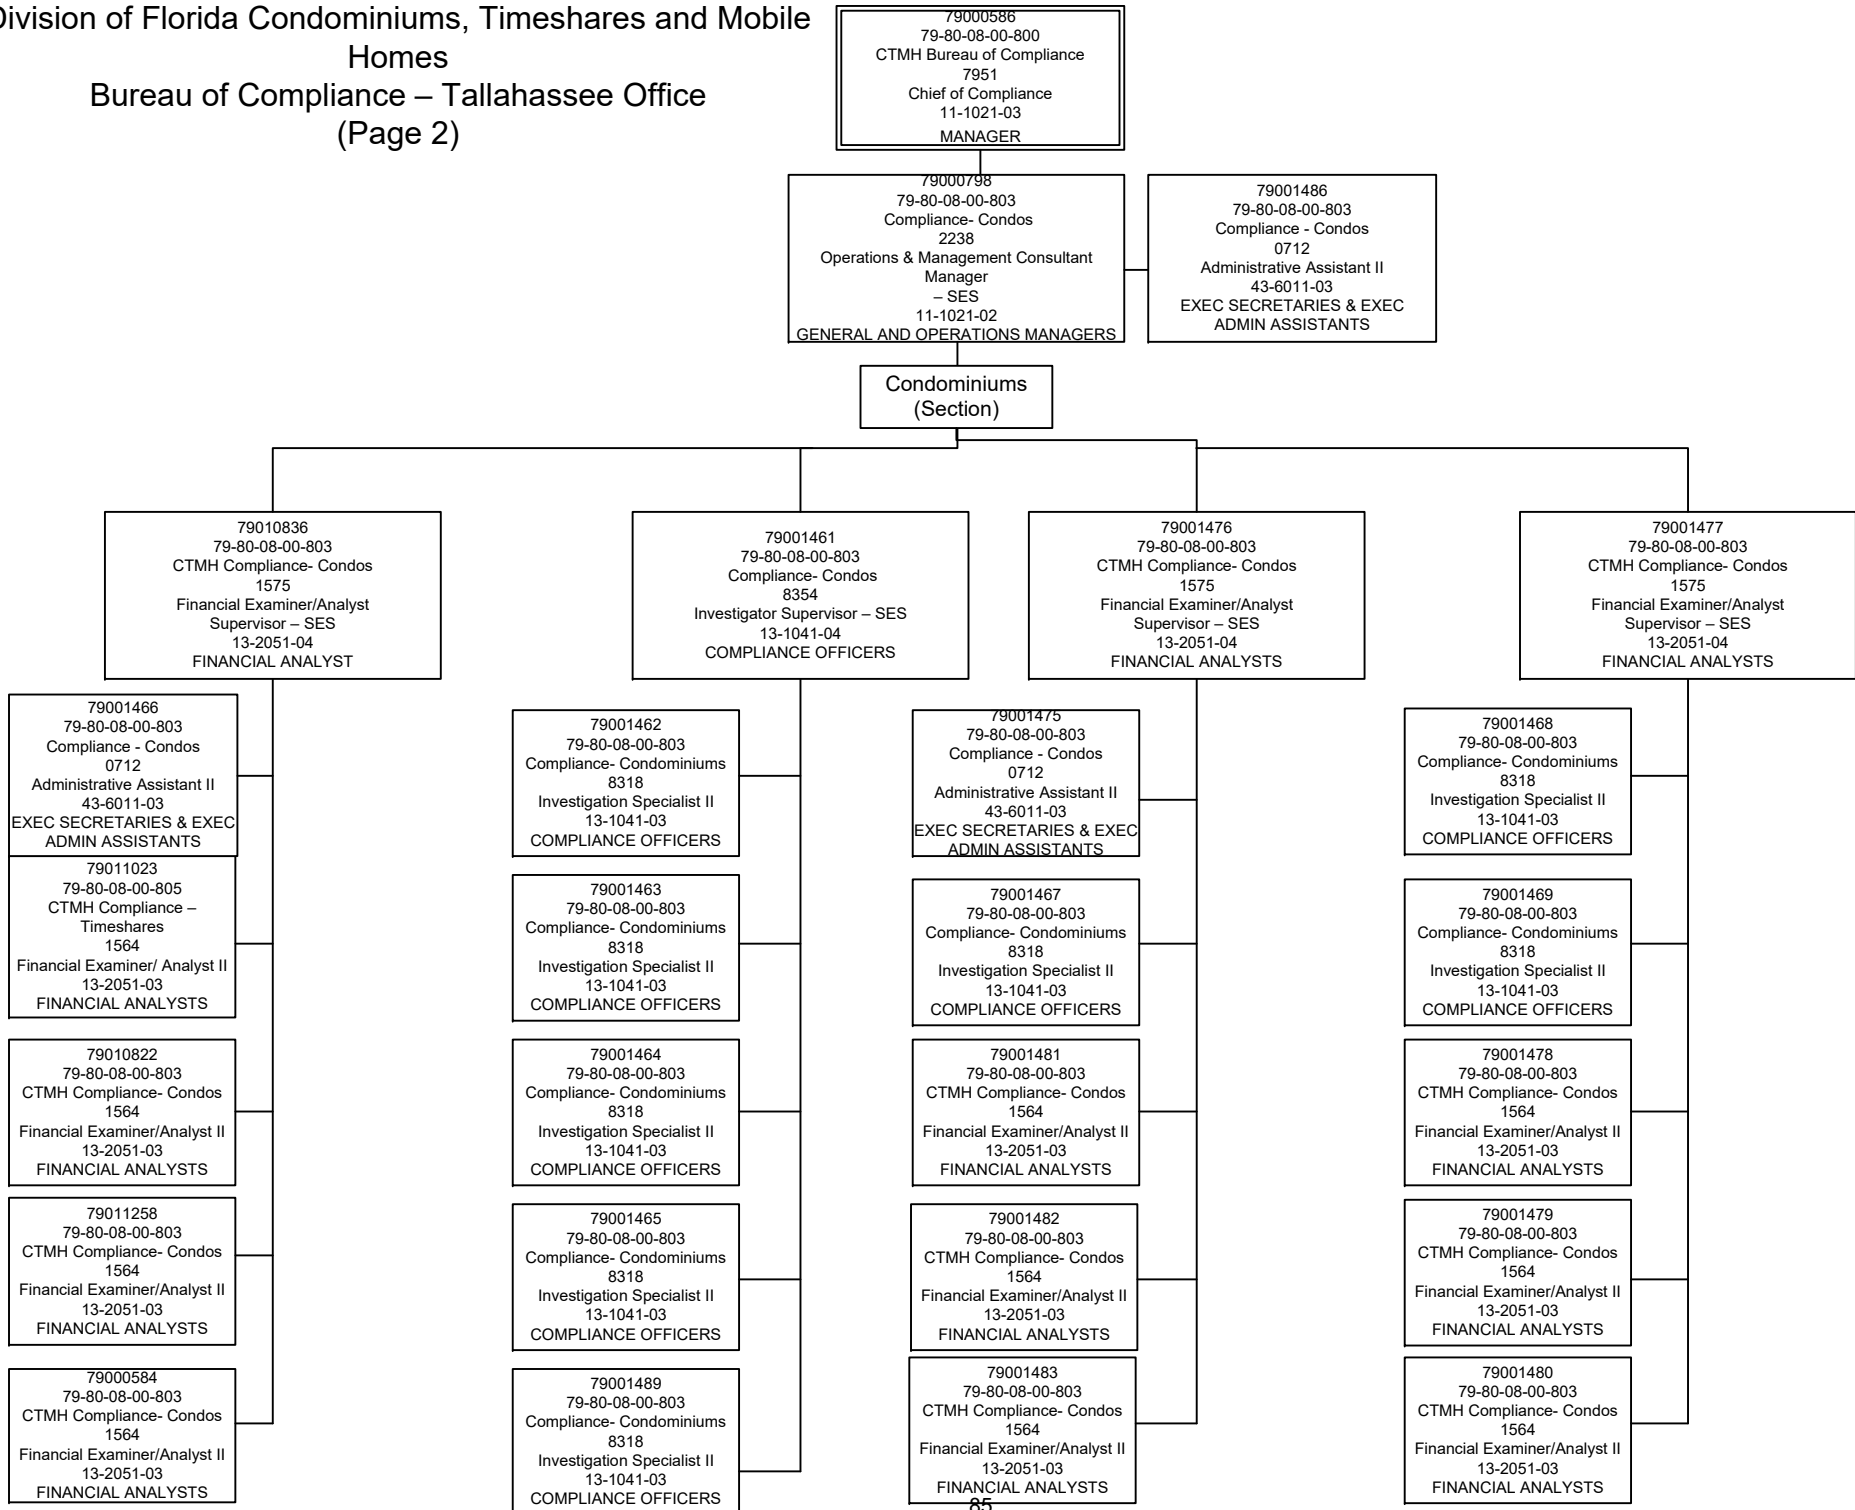 Division of Florida Condominiums, Timeshares and Mobile
Homes
Bureau of Compliance – Tallahassee Office
(Page 2)
79000586
79-80-08-00-800
CTMH Bureau of Compliance
7951
Chief of Compliance
11-1021-03
MANAGER
79000798
79-80-08-00-803
Compliance- Condos
2238
Operations & Management Consultant
Manager
– SES
11-1021-02
GENERAL AND OPERATIONS MANAGERS
79001486
79-80-08-00-803
Compliance - Condos
0712
Administrative Assistant II
43-6011-03
EXEC SECRETARIES & EXEC
ADMIN ASSISTANTS
Condominiums
(Section)
79010836
79-80-08-00-803
CTMH Compliance- Condos
1575
Financial Examiner/Analyst
Supervisor – SES
13-2051-04
FINANCIAL ANALYST
79001461
79-80-08-00-803
Compliance- Condos
8354
Investigator Supervisor – SES
13-1041-04
COMPLIANCE OFFICERS
79001476
79-80-08-00-803
CTMH Compliance- Condos
1575
Financial Examiner/Analyst
Supervisor – SES
13-2051-04
FINANCIAL ANALYSTS
79001477
79-80-08-00-803
CTMH Compliance- Condos
1575
Financial Examiner/Analyst
Supervisor – SES
13-2051-04
FINANCIAL ANALYSTS
79001466
79-80-08-00-803
Compliance - Condos
0712
Administrative Assistant II
43-6011-03
EXEC SECRETARIES & EXEC
ADMIN ASSISTANTS
79011023
79-80-08-00-805
CTMH Compliance –
Timeshares
1564
Financial Examiner/ Analyst II
13-2051-03
FINANCIAL ANALYSTS
79010822
79-80-08-00-803
CTMH Compliance- Condos
1564
Financial Examiner/Analyst II
13-2051-03
FINANCIAL ANALYSTS
79011258
79-80-08-00-803
CTMH Compliance- Condos
1564
Financial Examiner/Analyst II
13-2051-03
FINANCIAL ANALYSTS
79000584
79-80-08-00-803
CTMH Compliance- Condos
1564
Financial Examiner/Analyst II
13-2051-03
FINANCIAL ANALYSTS
79001462
79-80-08-00-803
Compliance- Condominiums
8318
Investigation Specialist II
13-1041-03
COMPLIANCE OFFICERS
79001463
79-80-08-00-803
Compliance- Condominiums
8318
Investigation Specialist II
13-1041-03
COMPLIANCE OFFICERS
79001464
79-80-08-00-803
Compliance- Condominiums
8318
Investigation Specialist II
13-1041-03
COMPLIANCE OFFICERS
79001465
79-80-08-00-803
Compliance- Condominiums
8318
Investigation Specialist II
13-1041-03
COMPLIANCE OFFICERS
79001489
79-80-08-00-803
Compliance- Condominiums
8318
Investigation Specialist II
13-1041-03
COMPLIANCE OFFICERS
79001475
79-80-08-00-803
Compliance - Condos
0712
Administrative Assistant II
43-6011-03
EXEC SECRETARIES & EXEC
ADMIN ASSISTANTS
79001467
79-80-08-00-803
Compliance- Condominiums
8318
Investigation Specialist II
13-1041-03
COMPLIANCE OFFICERS
79001481
79-80-08-00-803
CTMH Compliance- Condos
1564
Financial Examiner/Analyst II
13-2051-03
FINANCIAL ANALYSTS
79001482
79-80-08-00-803
CTMH Compliance- Condos
1564
Financial Examiner/Analyst II
13-2051-03
FINANCIAL ANALYSTS
79001483
79-80-08-00-803
CTMH Compliance- Condos
1564
Financial Examiner/Analyst II
13-2051-03
FINANCIAL ANALYSTS
79001468
79-80-08-00-803
Compliance- Condominiums
8318
Investigation Specialist II
13-1041-03
COMPLIANCE OFFICERS
79001469
79-80-08-00-803
Compliance- Condominiums
8318
Investigation Specialist II
13-1041-03
COMPLIANCE OFFICERS
79001478
79-80-08-00-803
CTMH Compliance- Condos
1564
Financial Examiner/Analyst II
13-2051-03
FINANCIAL ANALYSTS
79001479
79-80-08-00-803
CTMH Compliance- Condos
1564
Financial Examiner/Analyst II
13-2051-03
FINANCIAL ANALYSTS
79001480
79-80-08-00-803
CTMH Compliance- Condos
1564
Financial Examiner/Analyst II
13-2051-03
FINANCIAL ANALYSTS
85